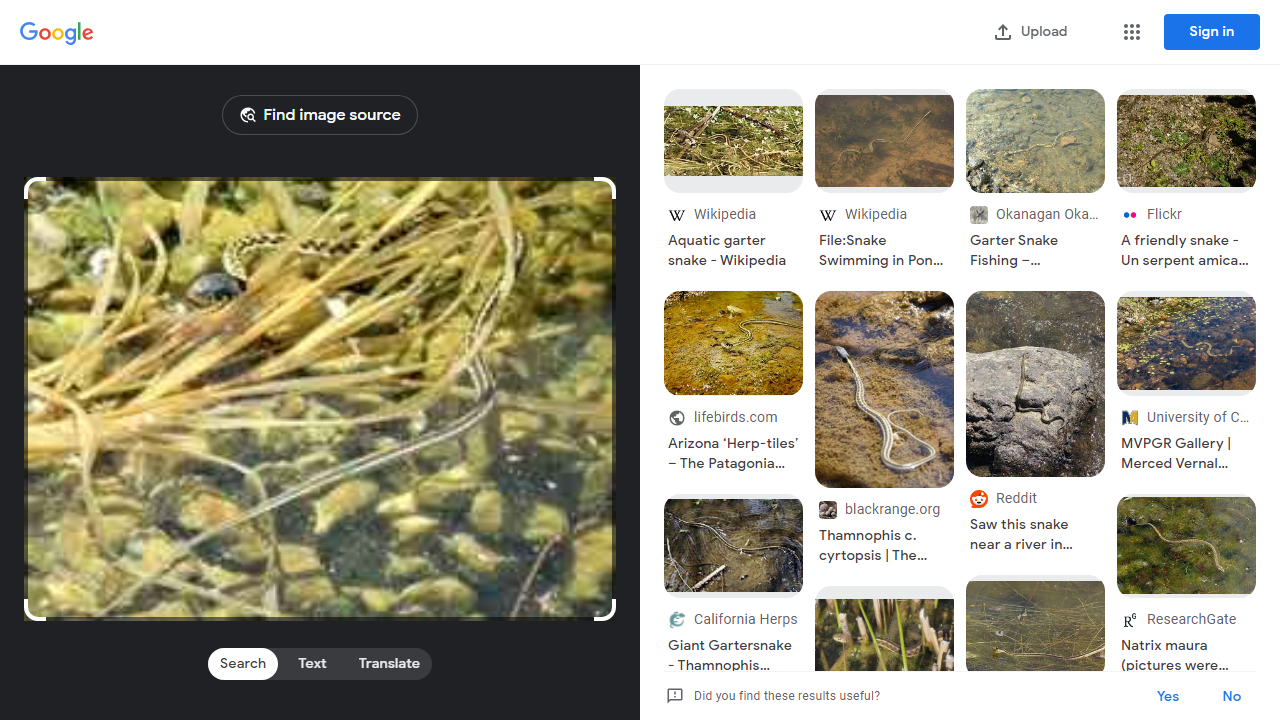 Google
Upload
Sign in
Find image source
Search
Text
Translate
Wikipedia
Aquatic garter
snake - Wikipedia
Wikipedia
File:Snake
Swimming in Pon...
Okanagan Oka...
Garter Snake
Fishing –...
Flickr
A friendly snake -
Un serpent amica...
lifebirds.com
Arizona ‘Herp-tiles’
– The Patagonia...
blackrange.org
Thamnophis c.
cyrtopsis | The...
Reddit
Saw this snake
near a river in...
University of C...
MVPGR Gallery |
Merced Vernal...
California Herps
Giant Gartersnake
- Thamnophis...
ResearchGate
Natrix maura
(pictures were...
Did you find these results useful?
Yes
No